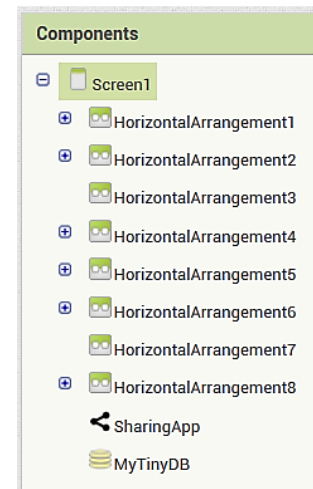 Components
Screen1
HorizontalArrangement1
HorizontalArrangement2
HorizontalArrangement3
HorizontalArrangement4
HorizontalArrangement5
HorizontalArrangement6
HorizontalArrangement7
HorizontalArrangement8
SharingApp
MyTinyDB